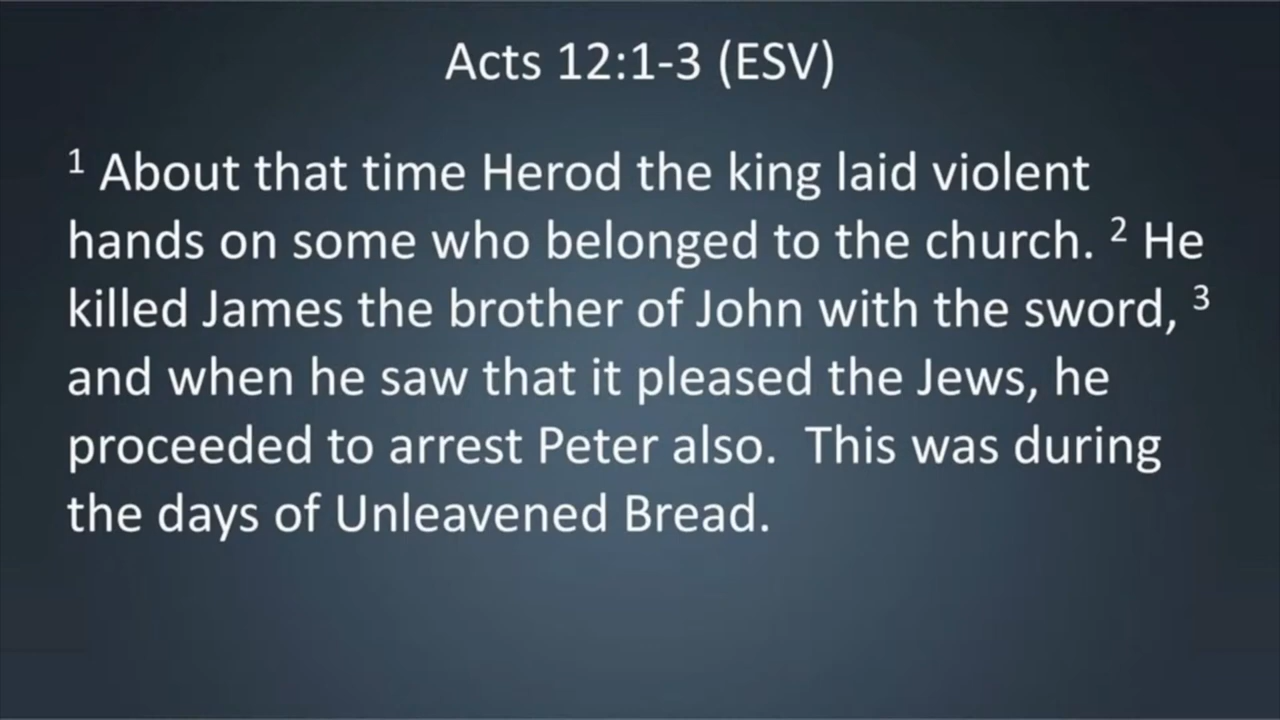 Acts 12:1-3 (ESV)
1 About that time Herod the king laid violent
hands on some who belonged to the church. 2 He
killed James the brother of John with the sword, 3
and when he saw that it pleased the Jews, he
proceeded to arrest Peter also.  This was during
the days of Unleavened Bread.